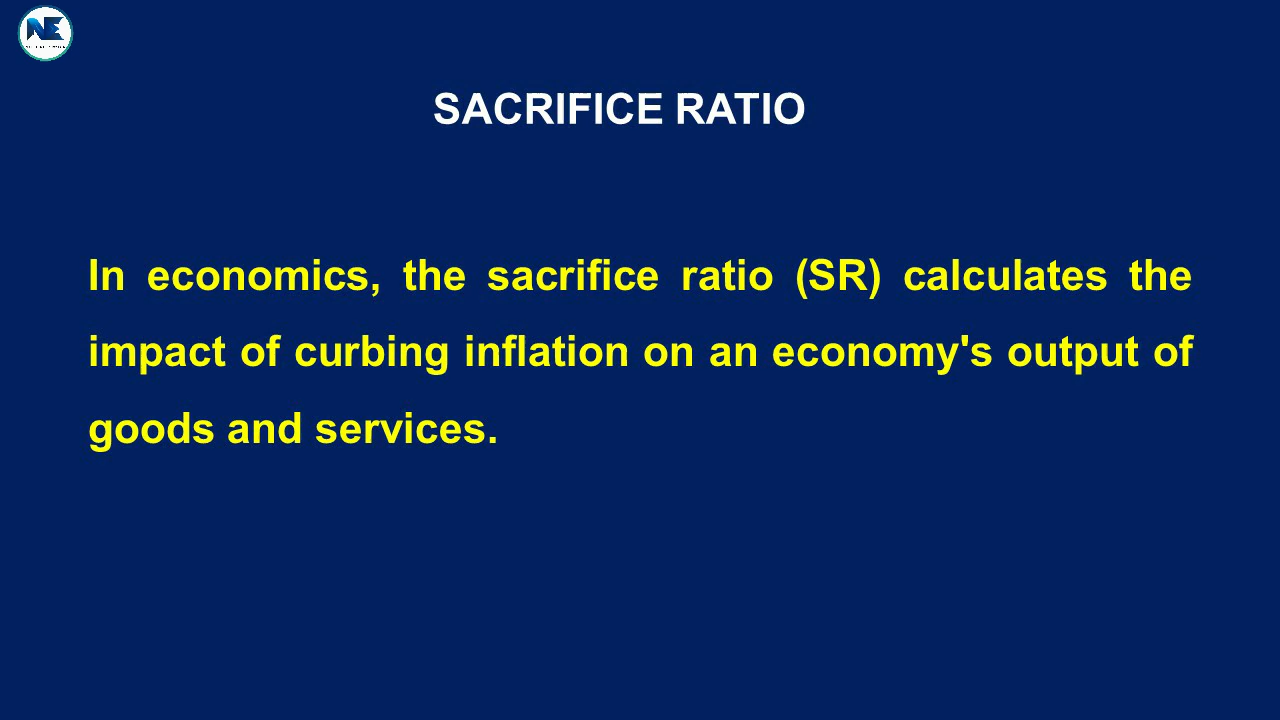 NE
SACRIFICE RATIO
In economics, the sacrifice ratio (SR) calculates the
impact of curbing inflation on an economy's output of
goods and services.